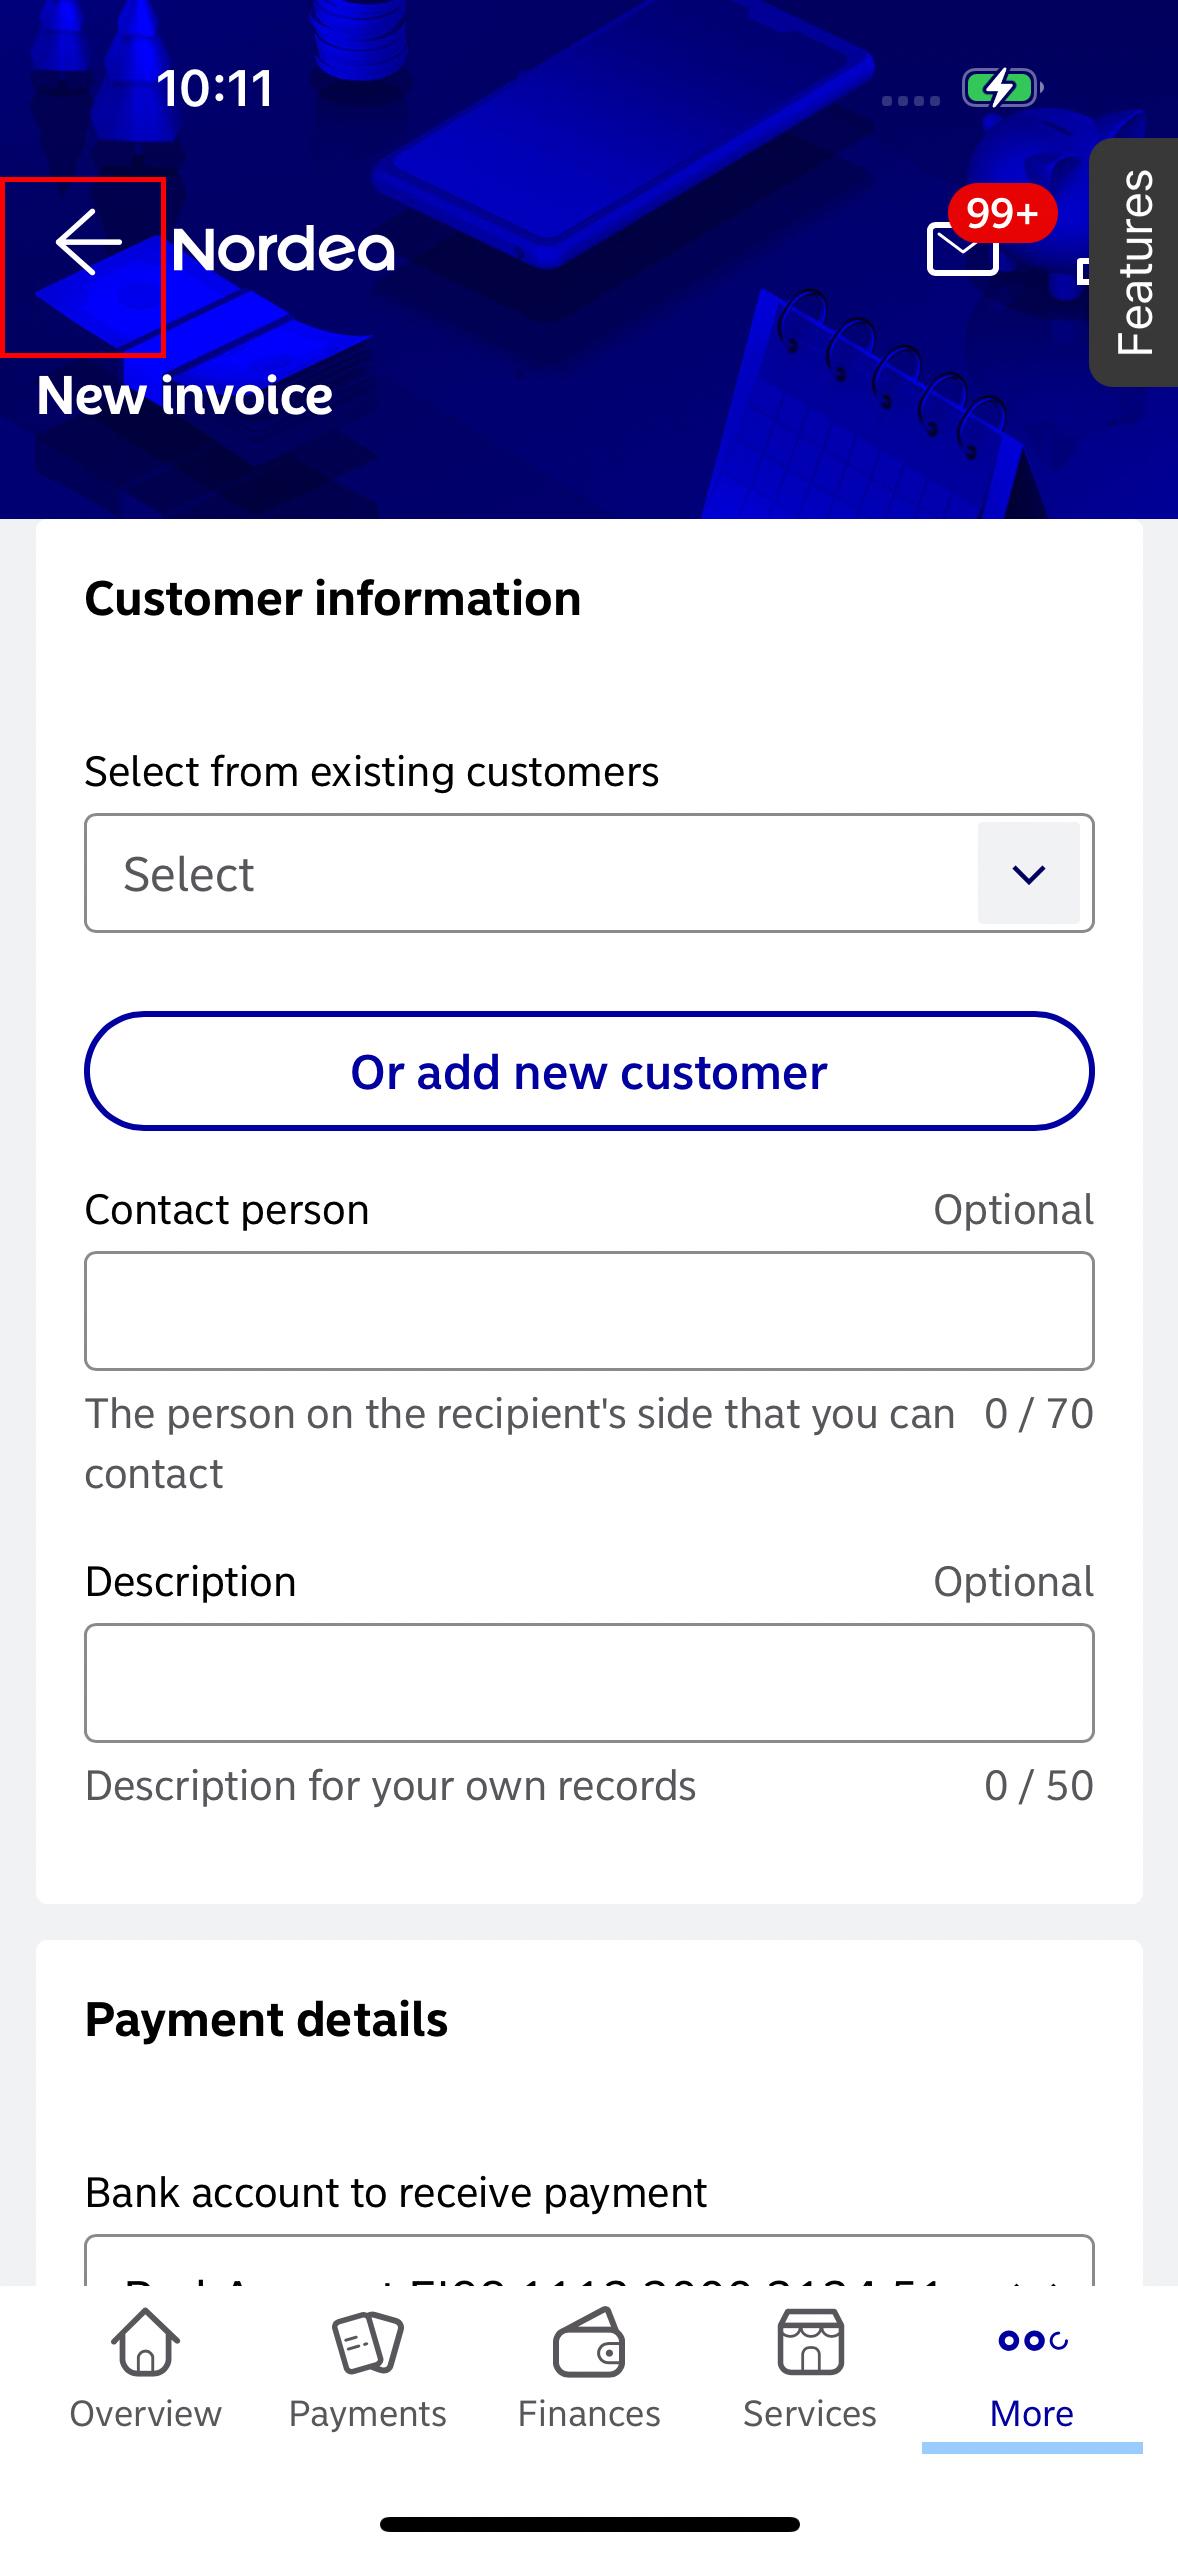 10:11
Nordea
99+
Features
New invoice
Customer information
Select from existing customers
Select
Or add new customer
Contact person Optional
The person on the recipient's side that you can 0 / 70
contact
Description Optional
Description for your own records 0 / 50
Payment details
Bank account to receive payment
Overview Payments Finances Services More